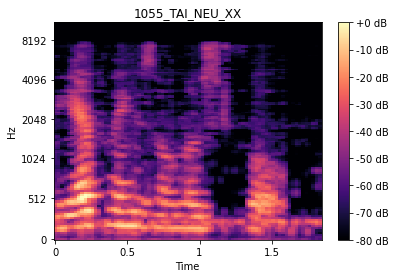 1055_TAI_NEU_XX
+0 dB
8192
-10 dB
4096
-20 dB
-30 dB
2048
Hz
-40 dB
1024
-50 dB
512
-60 dB
-70 dB
0
-80 dB
0
0.5
1
1.5
Time